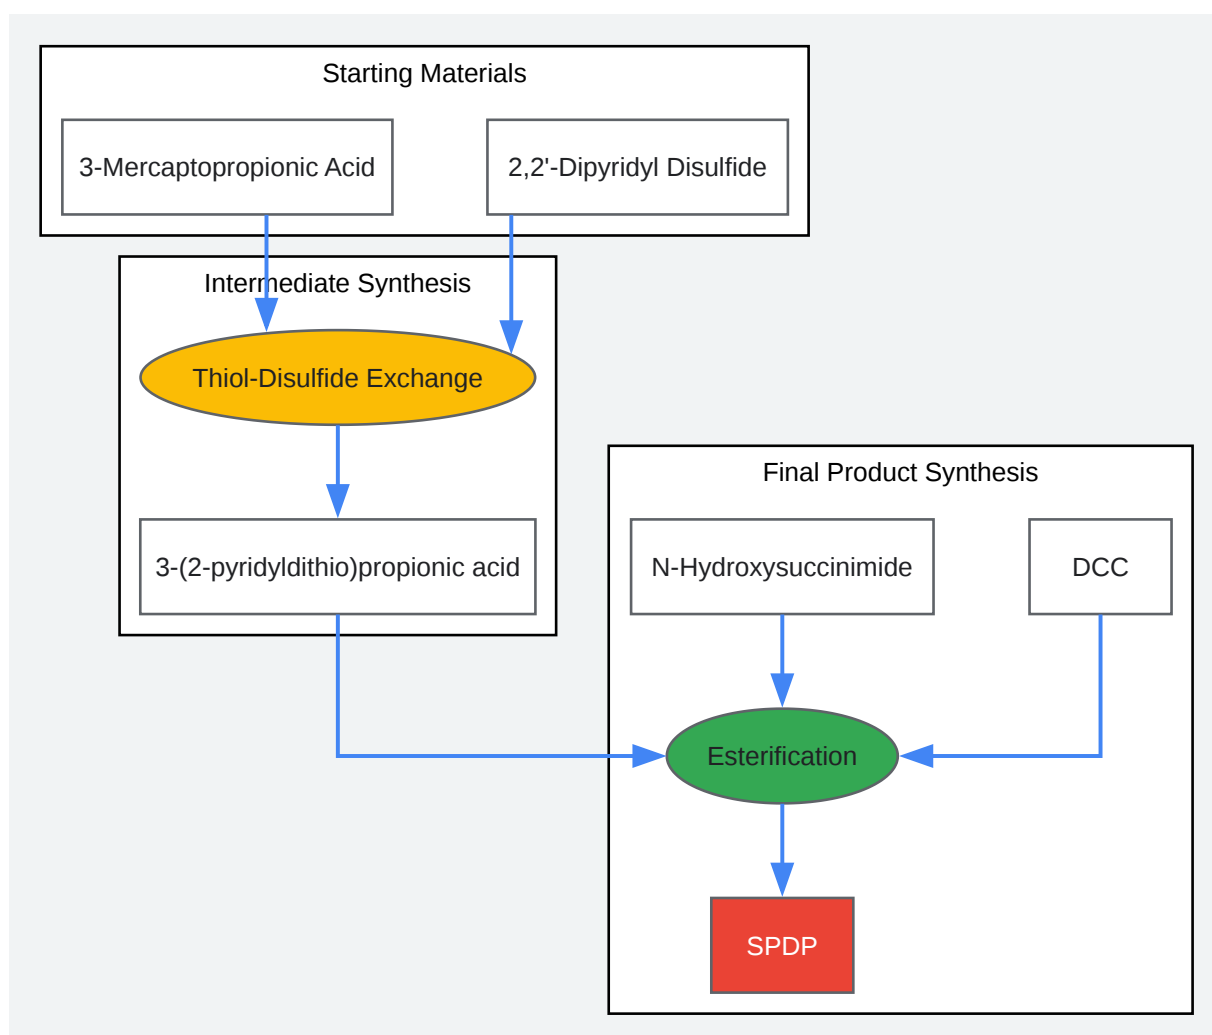 Starting Materials
3-Mercaptopropionic Acid
2,2'-Dipyridyl Disulfide
Intermediate Synthesis
Thiol-Disulfide Exchange
3-(2-pyridyldithio)propionic acid
Final Product Synthesis
N-Hydroxysuccinimide
DCC
Esterification
SPDP